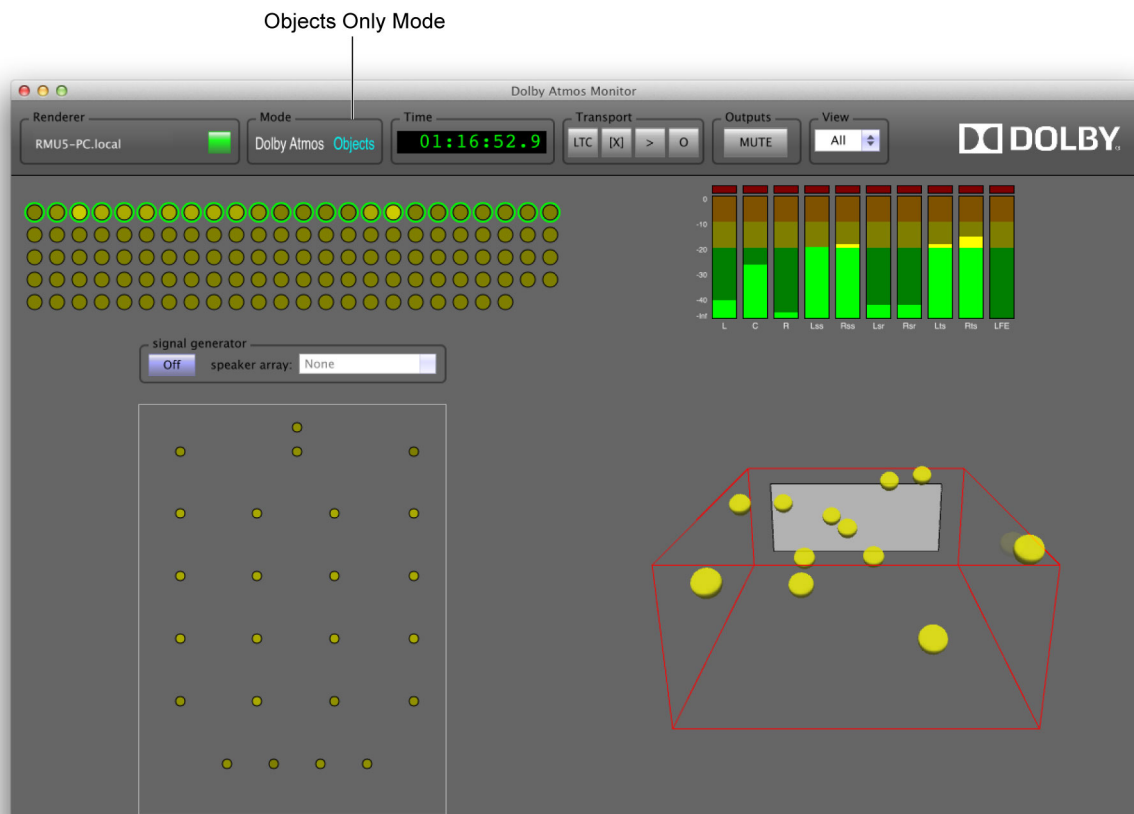 Objects Only Mode
Dolby Atmos Monitor
Renderer
RMU5-PC.local
Mode
Dolby Atmos Objects
Time
01:16:52.9
Transport
LTC [X] > O
Outputs
MUTE
View
All
DOLBY
0
-10
-20
-30
-40
-Inf
L C R Lss Rss Lsr Rsr Lts Rts LFE
signal generator
Off speaker array: None